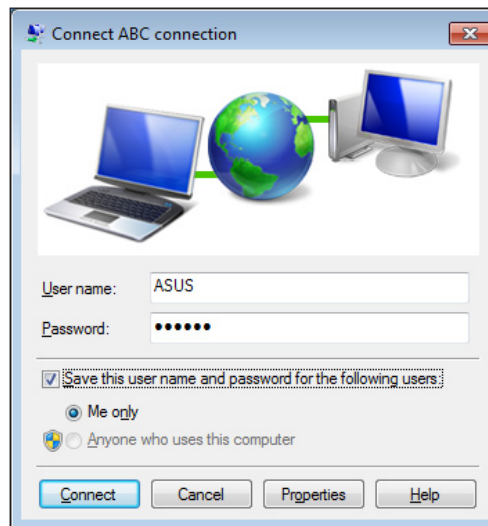 Connect ABC connection
User name: ASUS
Password: ••••••
Save this user name and password for the following users:
Me only
Anyone who uses this computer
Connect Cancel Properties Help